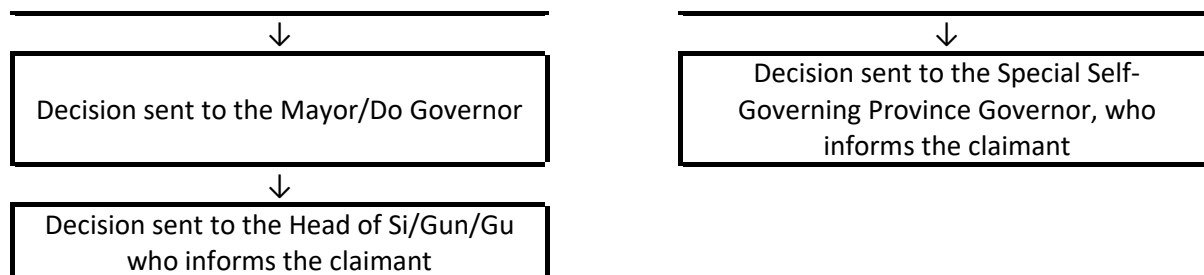 ↓
Decision sent to the Mayor/Do Governor
↓
Decision sent to the Head of Si/Gun/Gu
who informs the claimant
↓
Decision sent to the Special Self-
Governing Province Governor, who
informs the claimant